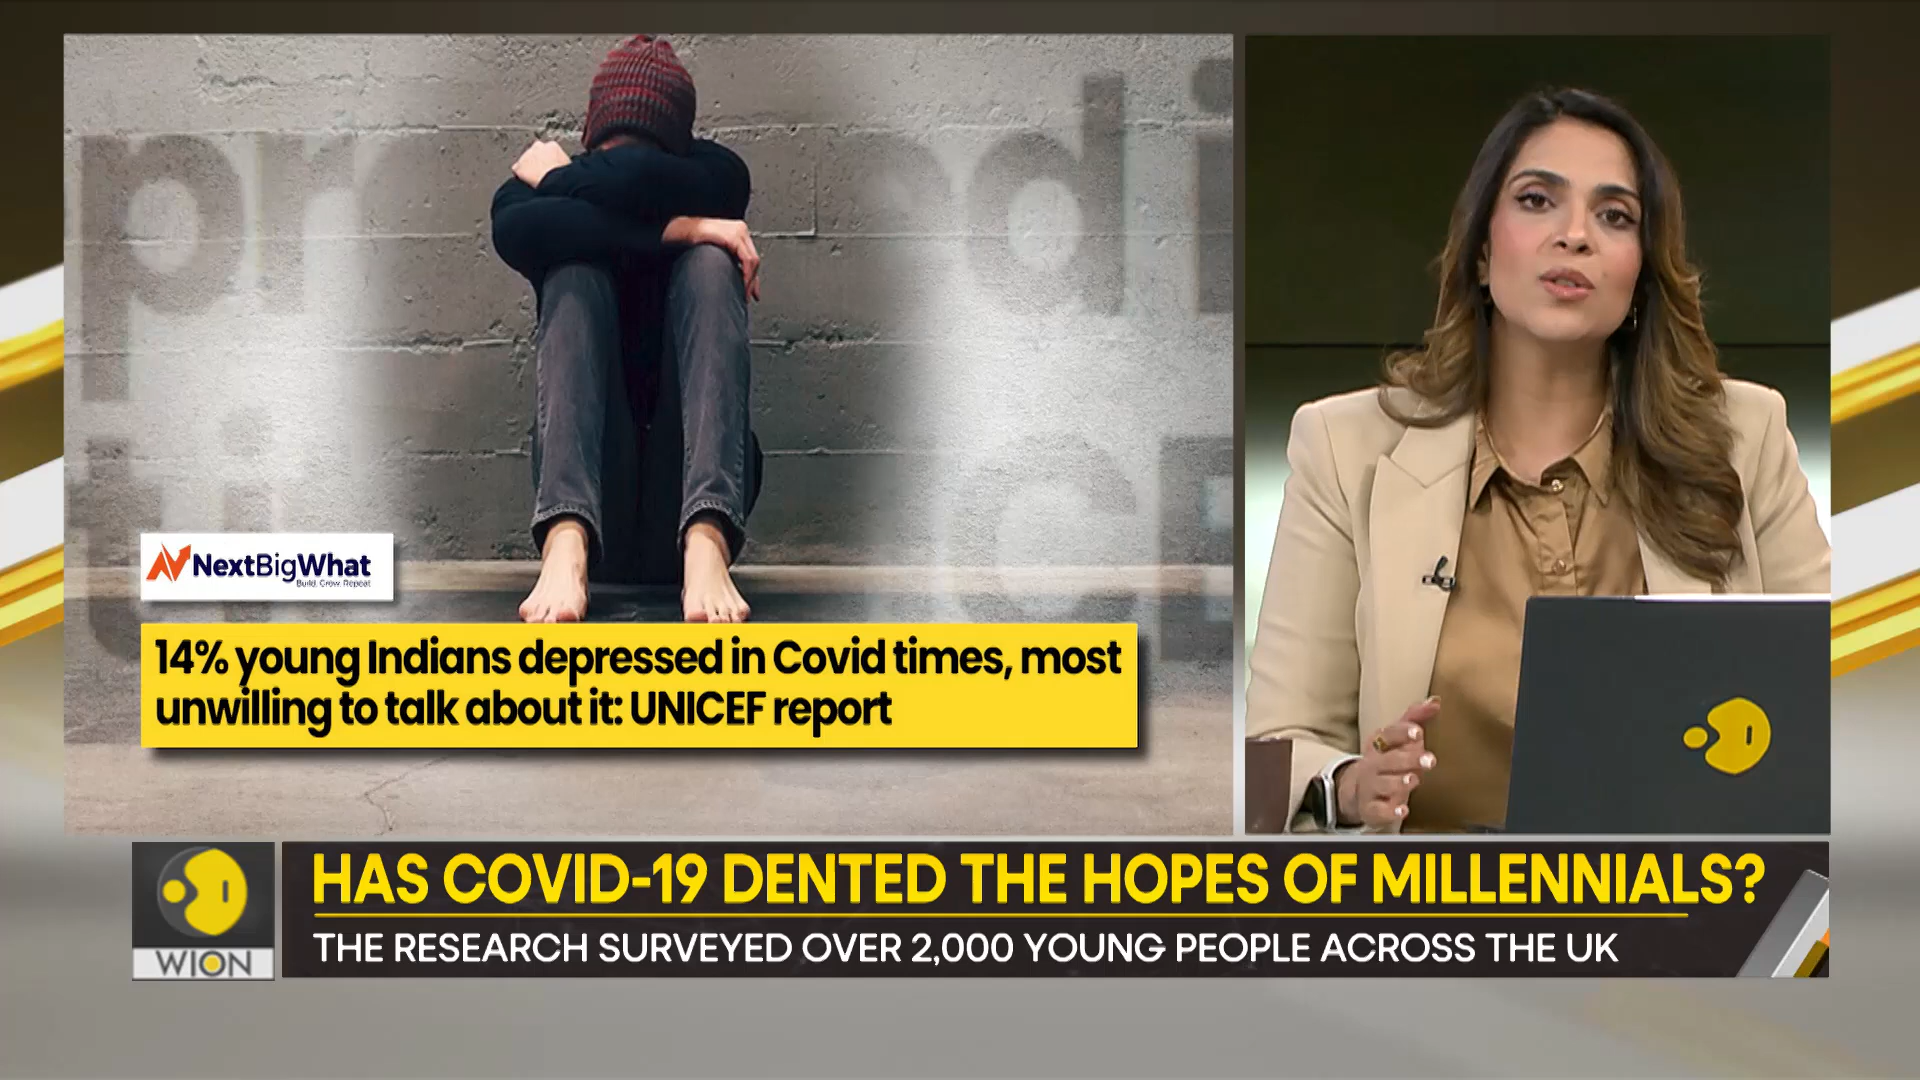 NextBigWhat
Build. Grow. Repeat
14% young Indians depressed in Covid times, most
unwilling to talk about it: UNICEF report
HAS COVID-19 DENTED THE HOPES OF MILLENNIALS?
THE RESEARCH SURVEYED OVER 2,000 YOUNG PEOPLE ACROSS THE UK
WION